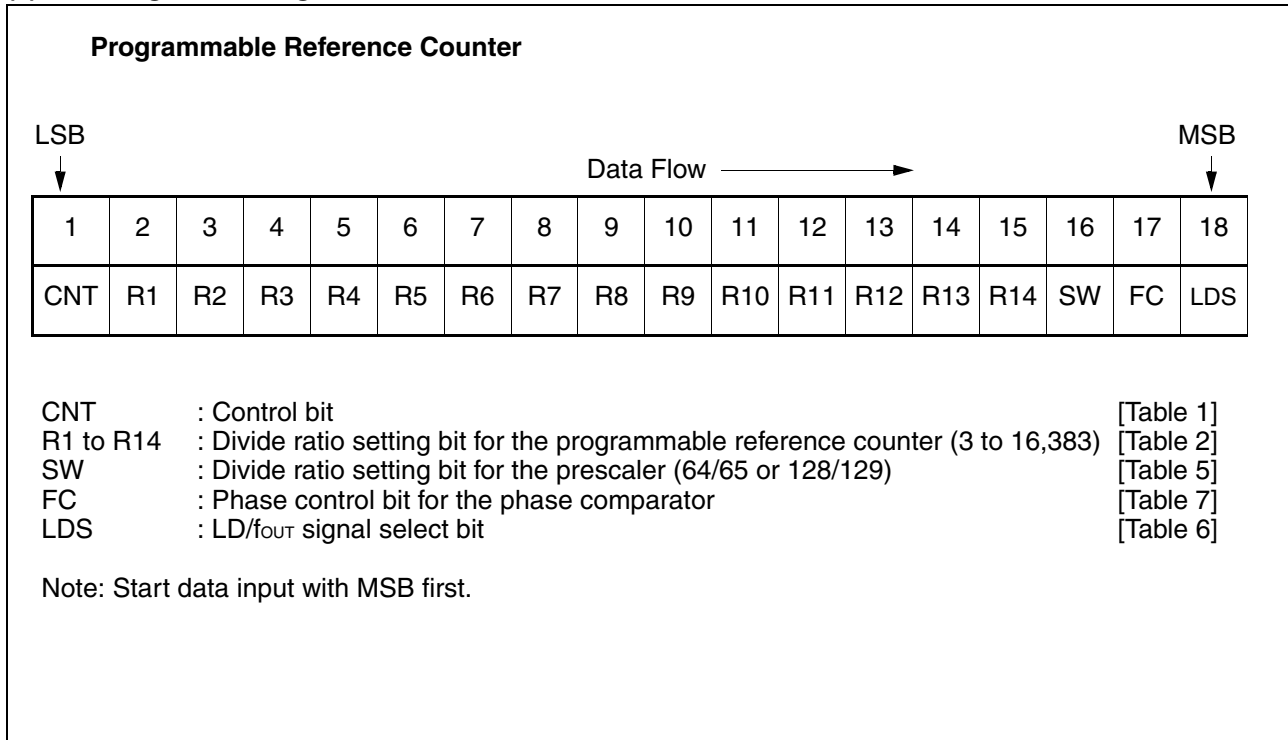 Programmable Reference Counter
LSB
MSB
Data Flow
1 2 3 4 5 6 7 8 9 10 11 12 13 14 15 16 17 18
CNT R1 R2 R3 R4 R5 R6 R7 R8 R9 R10 R11 R12 R13 R14 SW FC LDS
CNT : Control bit [Table 1]
R1 to R14 : Divide ratio setting bit for the programmable reference counter (3 to 16,383) [Table 2]
SW : Divide ratio setting bit for the prescaler (64/65 or 128/129) [Table 5]
FC : Phase control bit for the phase comparator [Table 7]
LDS : LD/fOUT signal select bit [Table 6]
Note: Start data input with MSB first.